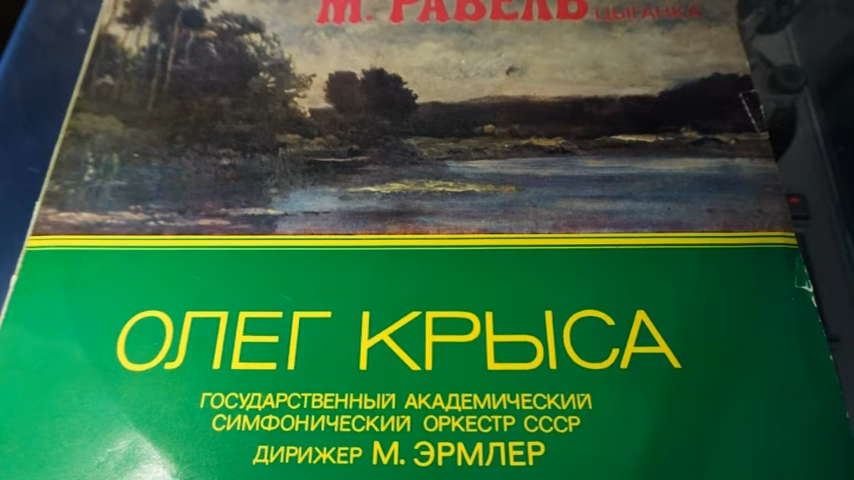 М. РАВЕЛЬ ЦЫГАНКА
ОЛЕГ КРЫСА
ГОСУДАРСТВЕННЫЙ АКАДЕМИЧЕСКИЙ
СИМФОНИЧЕСКИЙ ОРКЕСТР СССР
ДИРИЖЕР М. ЭРМЛЕР